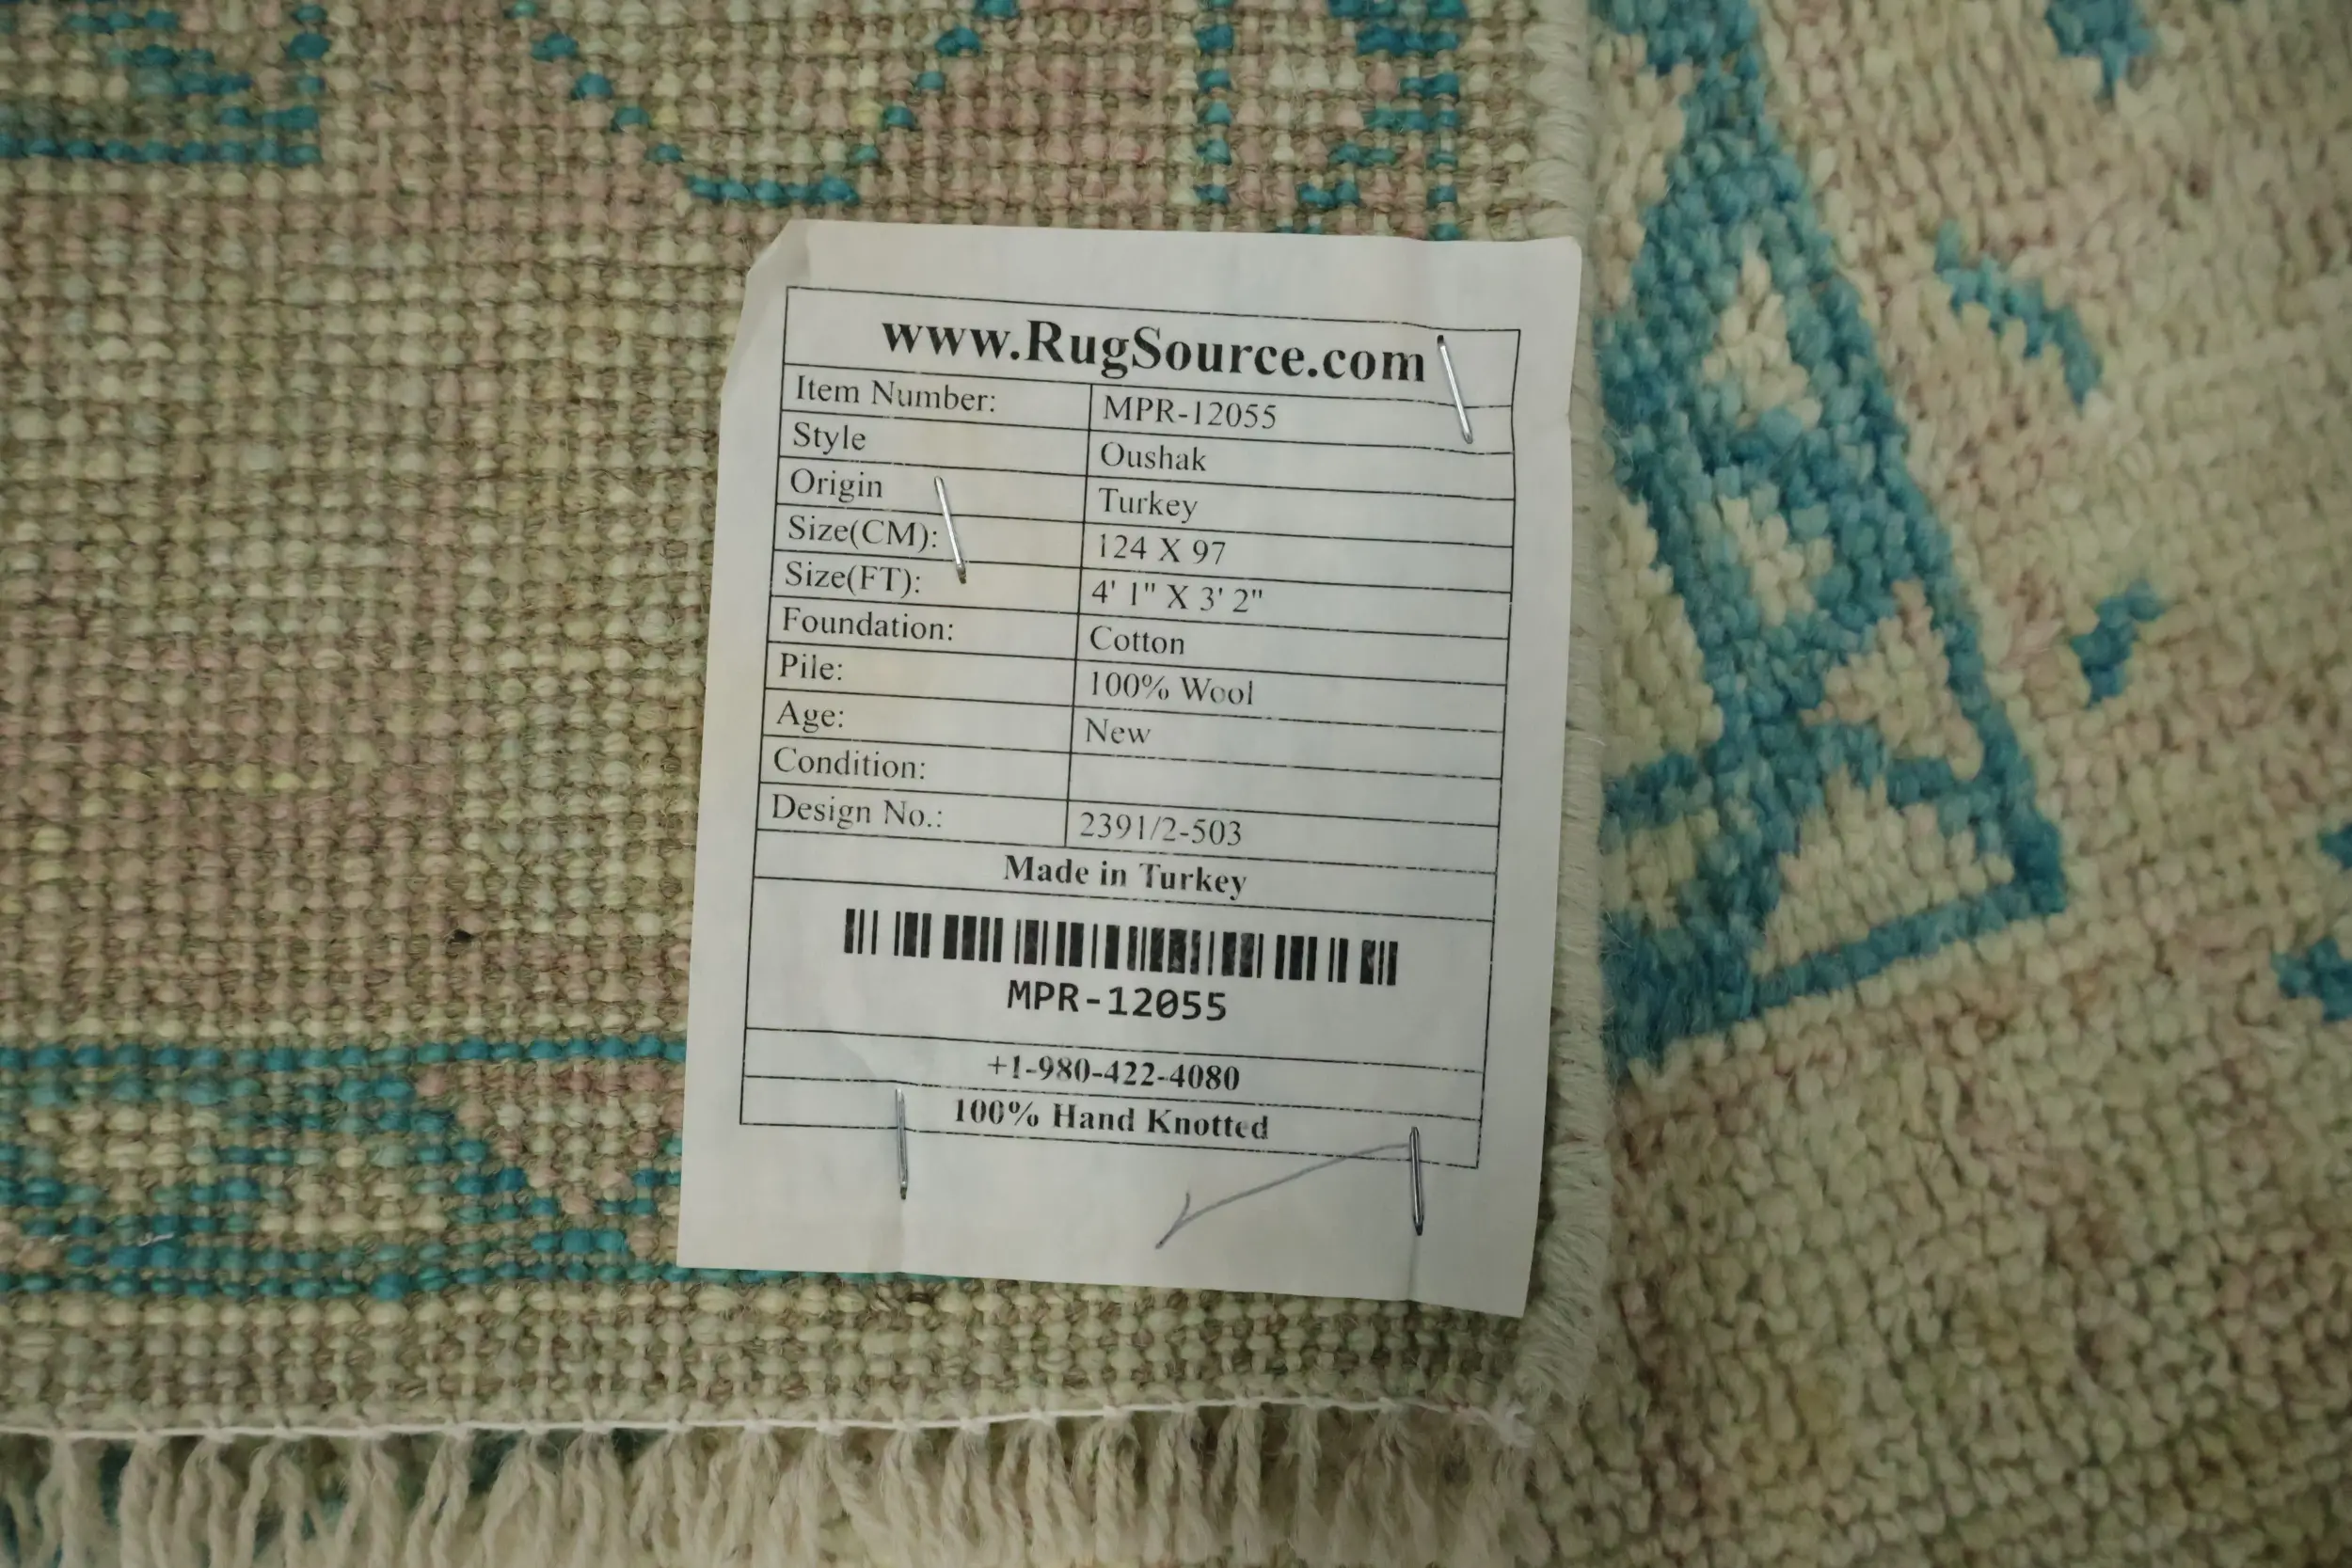 www.RugSource.com
Item Number: MPR-12055
Style Oushak
Origin Turkey
Size(CM): 124 X 97
Size(FT): 4' 1" X 3' 2"
Foundation: Cotton
Pile: 100% Wool
Age: New
Condition:
Design No.: 2391/2-503
Made in Turkey
MPR-12055
+1-980-422-4080
100% Hand Knotted